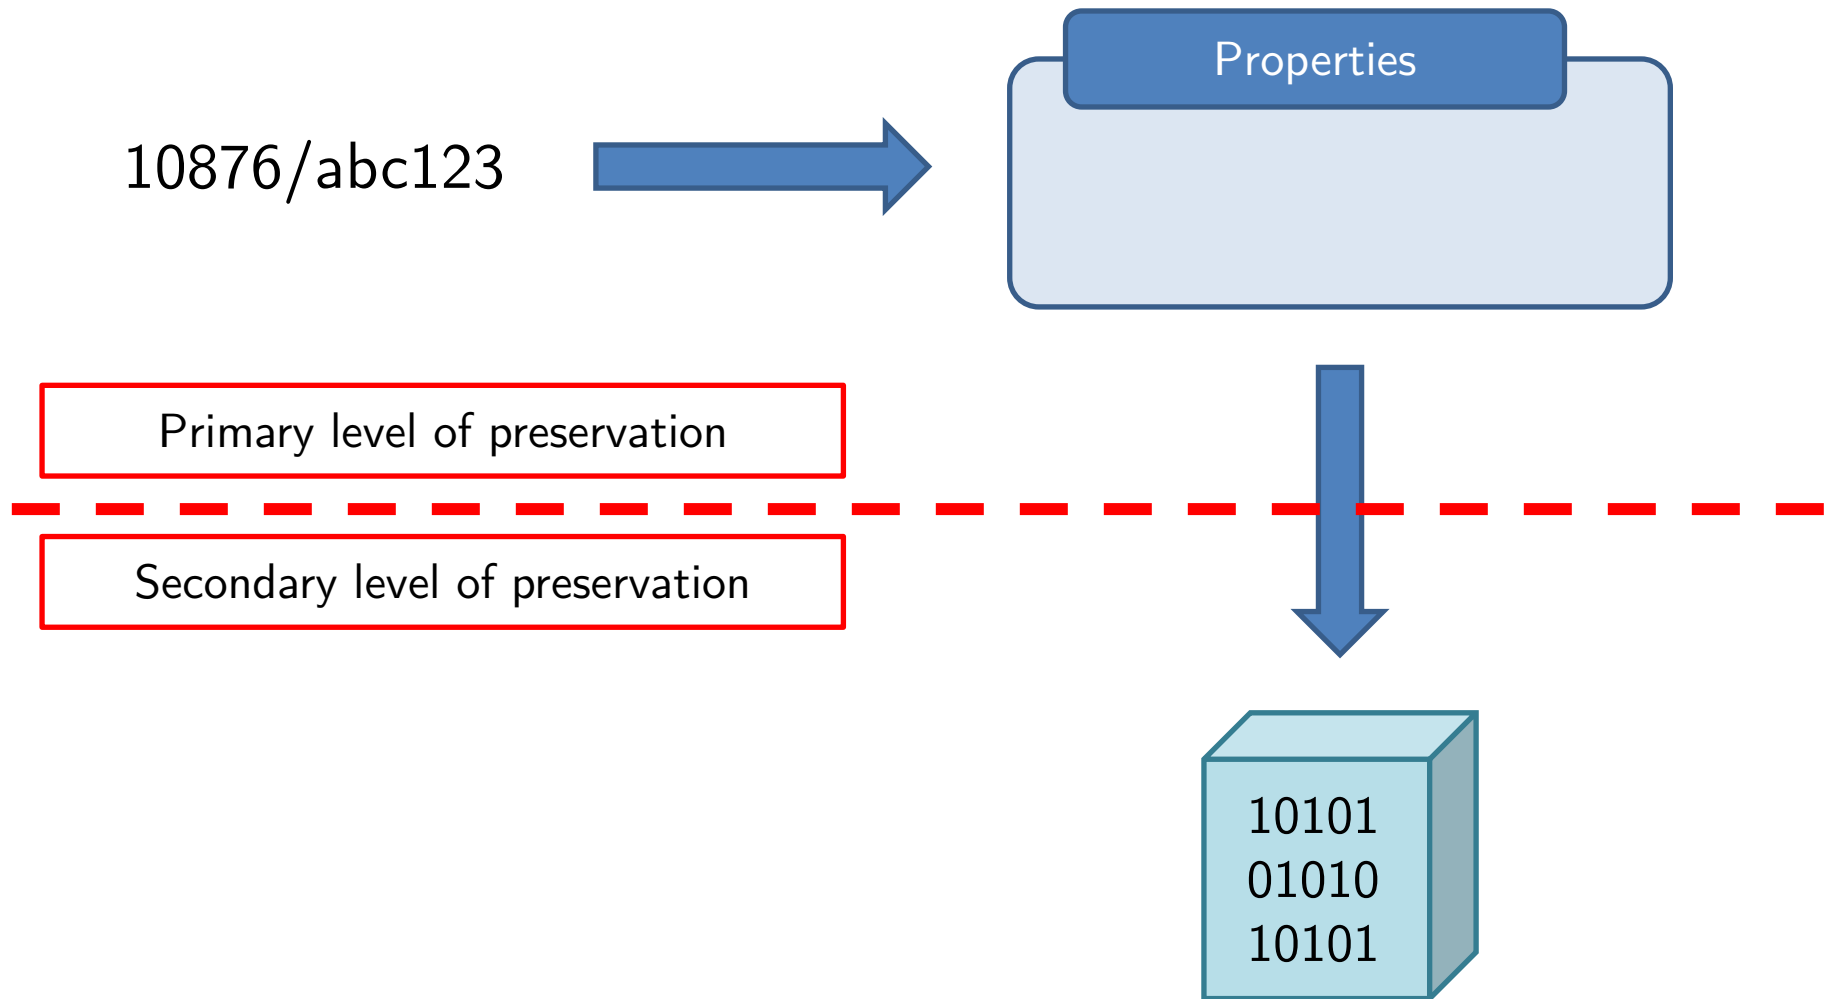 Properties
10876/abc123
Primary level of preservation
Secondary level of preservation
10101
01010
10101